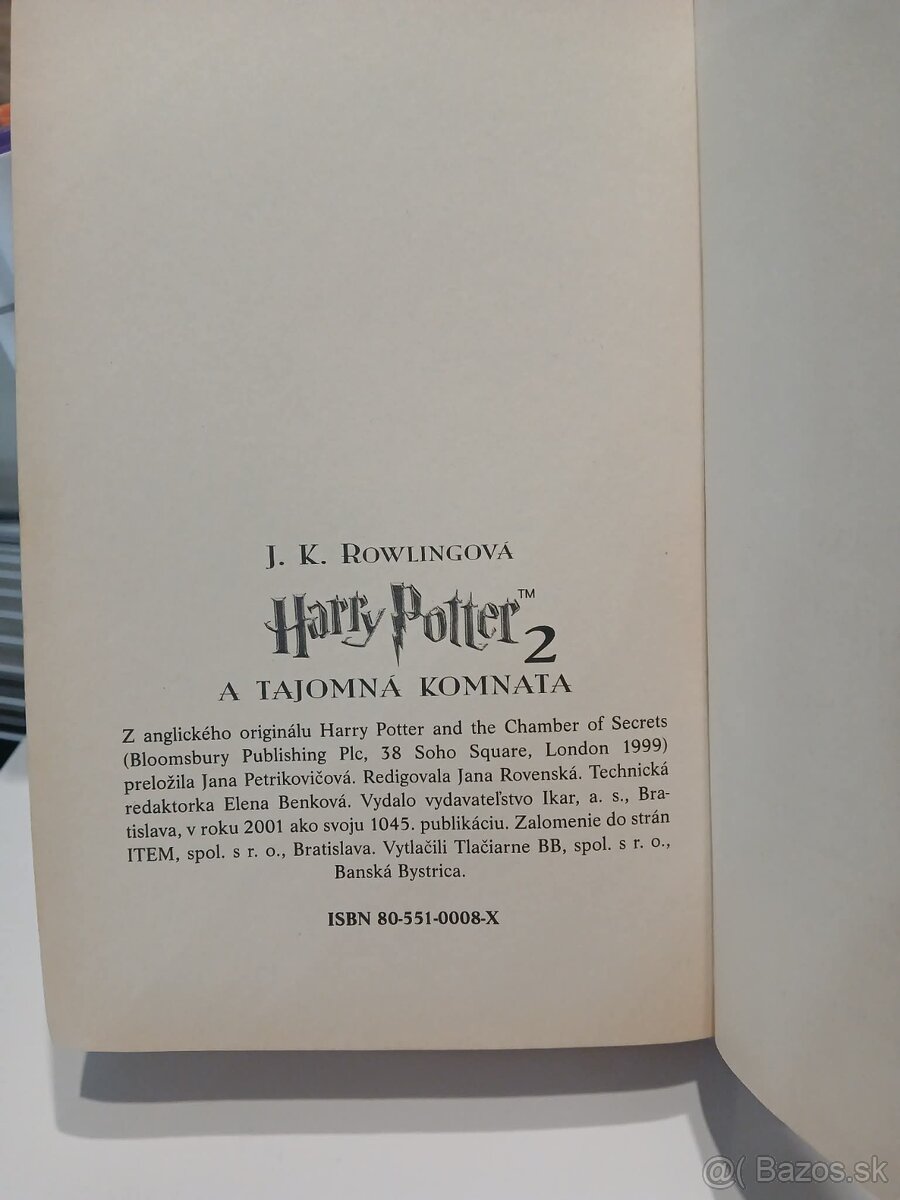 J. K. ROWLINGOVÁ
Harry Potter™ 2
A TAJOMNÁ KOMNATA
Z anglického originálu Harry Potter and the Chamber of Secrets
(Bloomsbury Publishing Plc, 38 Soho Square, London 1999)
preložila Jana Petrikovičová. Redigovala Jana Rovenská. Technická
redaktorka Elena Benková. Vydalo vydavateľstvo Ikar, a. s., Bra-
tislava, v roku 2001 ako svoju 1045. publikáciu. Zalomenie do strán
ITEM, spol. s r. o., Bratislava. Vytlačili Tlačiarne BB, spol. s r. o.,
Banská Bystrica.
ISBN 80-551-0008-X
@( Bazos.sk